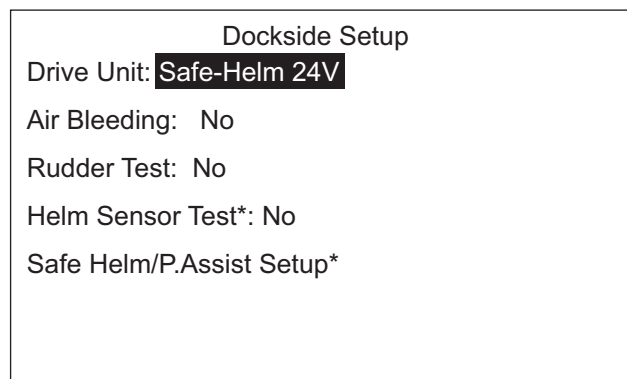 Dockside Setup
Drive Unit: Safe-Helm 24V
Air Bleeding: No
Rudder Test: No
Helm Sensor Test*: No
Safe Helm/P.Assist Setup*